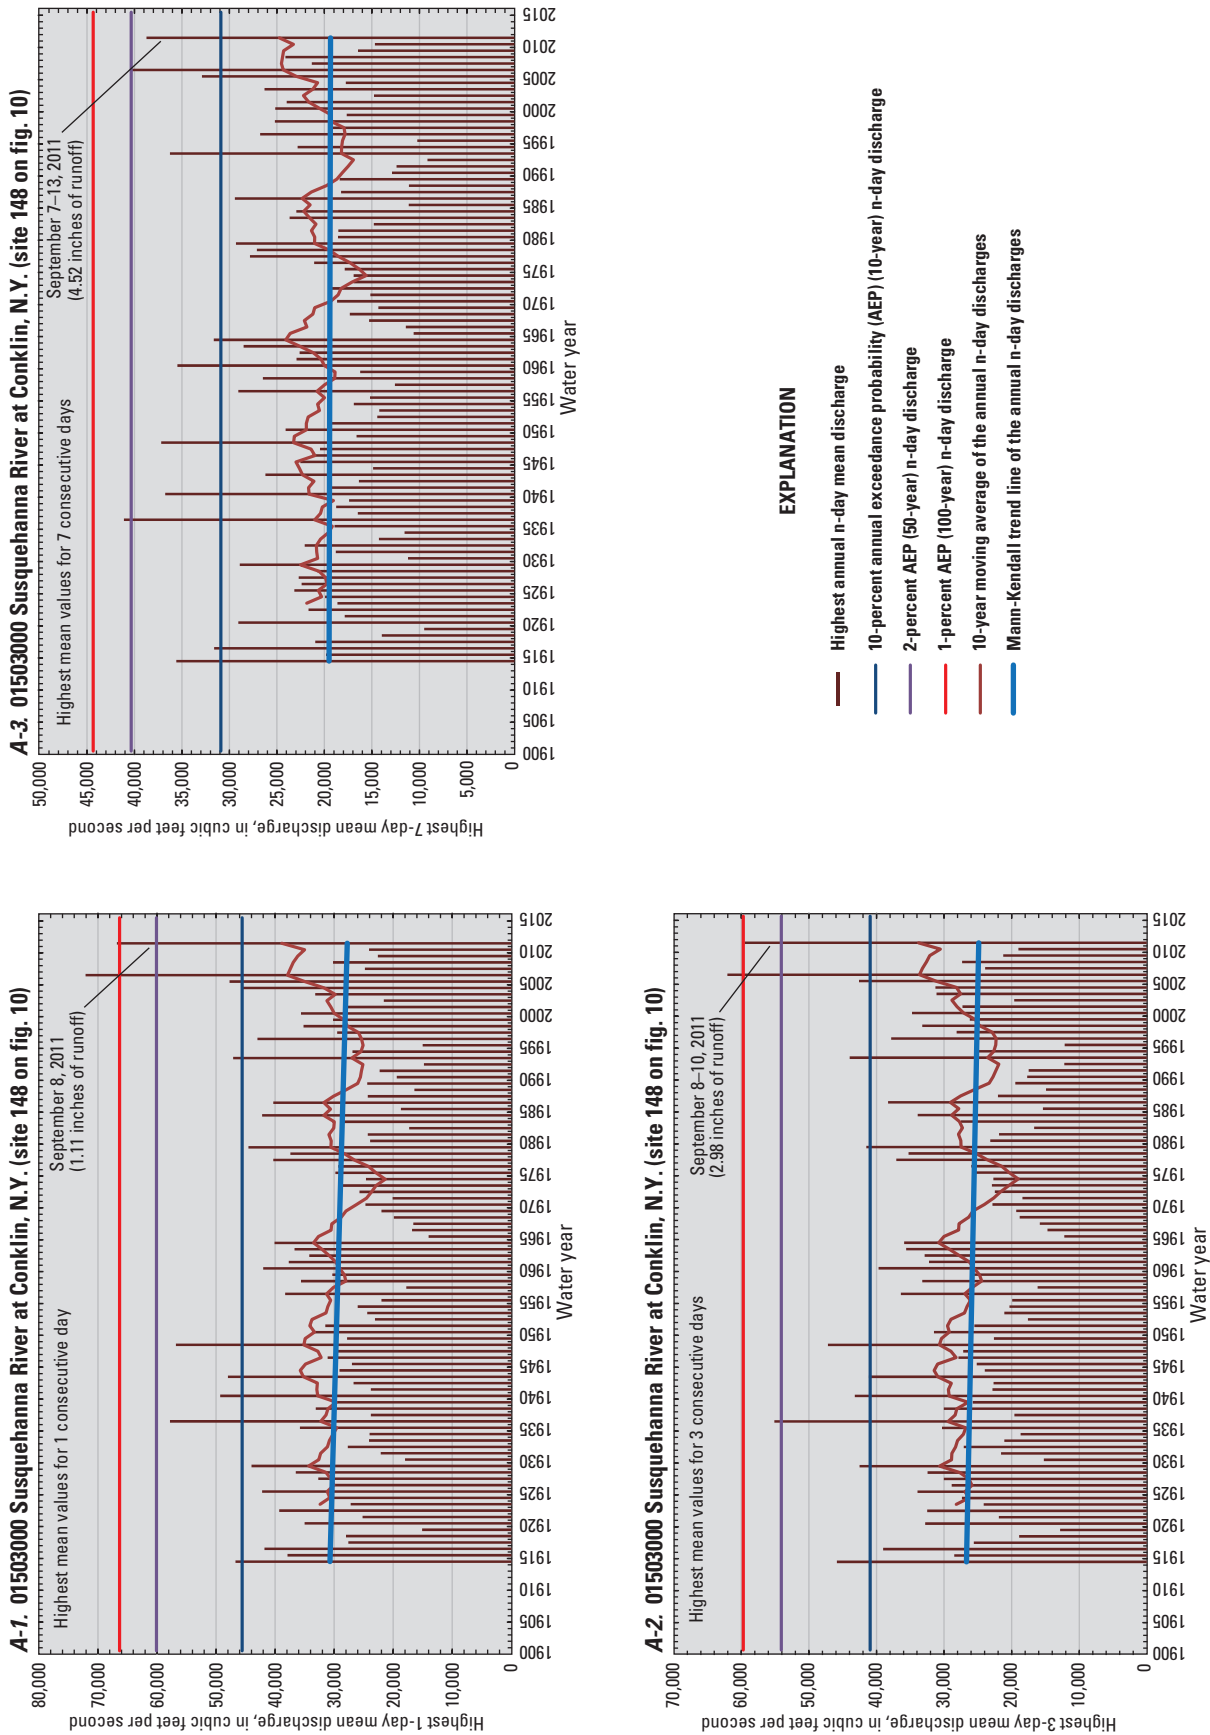 A-1. 01503000 Susquehanna River at Conklin, N.Y. (site 148 on fig. 10)
Highest 1-day mean discharge, in cubic feet per second
80,000
70,000
60,000
50,000
40,000
30,000
20,000
10,000
0
Highest mean values for 1 consecutive day
September 8, 2011
(1.11 inches of runoff)
1900 1905 1910 1915 1920 1925 1930 1935 1940 1945 1950 1955 1960 1965 1970 1975 1980 1985 1990 1995 2000 2005 2010 2015
Water year
A-2. 01503000 Susquehanna River at Conklin, N.Y. (site 148 on fig. 10)
Highest 3-day mean discharge, in cubic feet per second
70,000
60,000
50,000
40,000
30,000
20,000
10,000
0
Highest mean values for 3 consecutive days
September 8–10, 2011
(2.98 inches of runoff)
1900 1905 1910 1915 1920 1925 1930 1935 1940 1945 1950 1955 1960 1965 1970 1975 1980 1985 1990 1995 2000 2005 2010 2015
Water year
A-3. 01503000 Susquehanna River at Conklin, N.Y. (site 148 on fig. 10)
Highest 7-day mean discharge, in cubic feet per second
50,000
45,000
40,000
35,000
30,000
25,000
20,000
15,000
10,000
5,000
0
Highest mean values for 7 consecutive days
September 7–13, 2011
(4.52 inches of runoff)
1900 1905 1910 1915 1920 1925 1930 1935 1940 1945 1950 1955 1960 1965 1970 1975 1980 1985 1990 1995 2000 2005 2010 2015
Water year
EXPLANATION
Highest annual n-day mean discharge
10-percent annual exceedance probability (AEP) (10-year) n-day discharge
2-percent AEP (50-year) n-day discharge
1-percent AEP (100-year) n-day discharge
10-year moving average of the annual n-day discharges
Mann-Kendall trend line of the annual n-day discharges